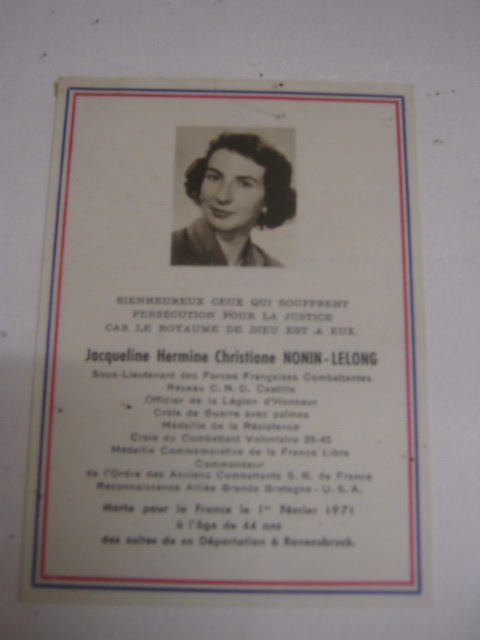 BIENHEUREUX CEUX QUI SOUFFRENT
PERSÉCUTION POUR LA JUSTICE
CAR LE ROYAUME DE DIEU EST A EUX.
Jacqueline Hermine Christiane NONIN-LELONG
Sous-Lieutenant des Forces Françaises Combattantes
Réseau C. N. D. Castille
Officier de la Légion d'Honneur
Croix de Guerre avec palmes
Médaille de la Résistance
Croix du Combattant Volontaire 39-45
Médaille Commémorative de la France Libre
Commandeur
de l'Ordre des Anciens Combattants S. R. de France
Reconnaissance Alliée Grande Bretagne - U. S. A.
Morte pour la France le 1er Février 1971
à l'âge de 44 ans
des suites de sa Déportation à Ravensbruck.